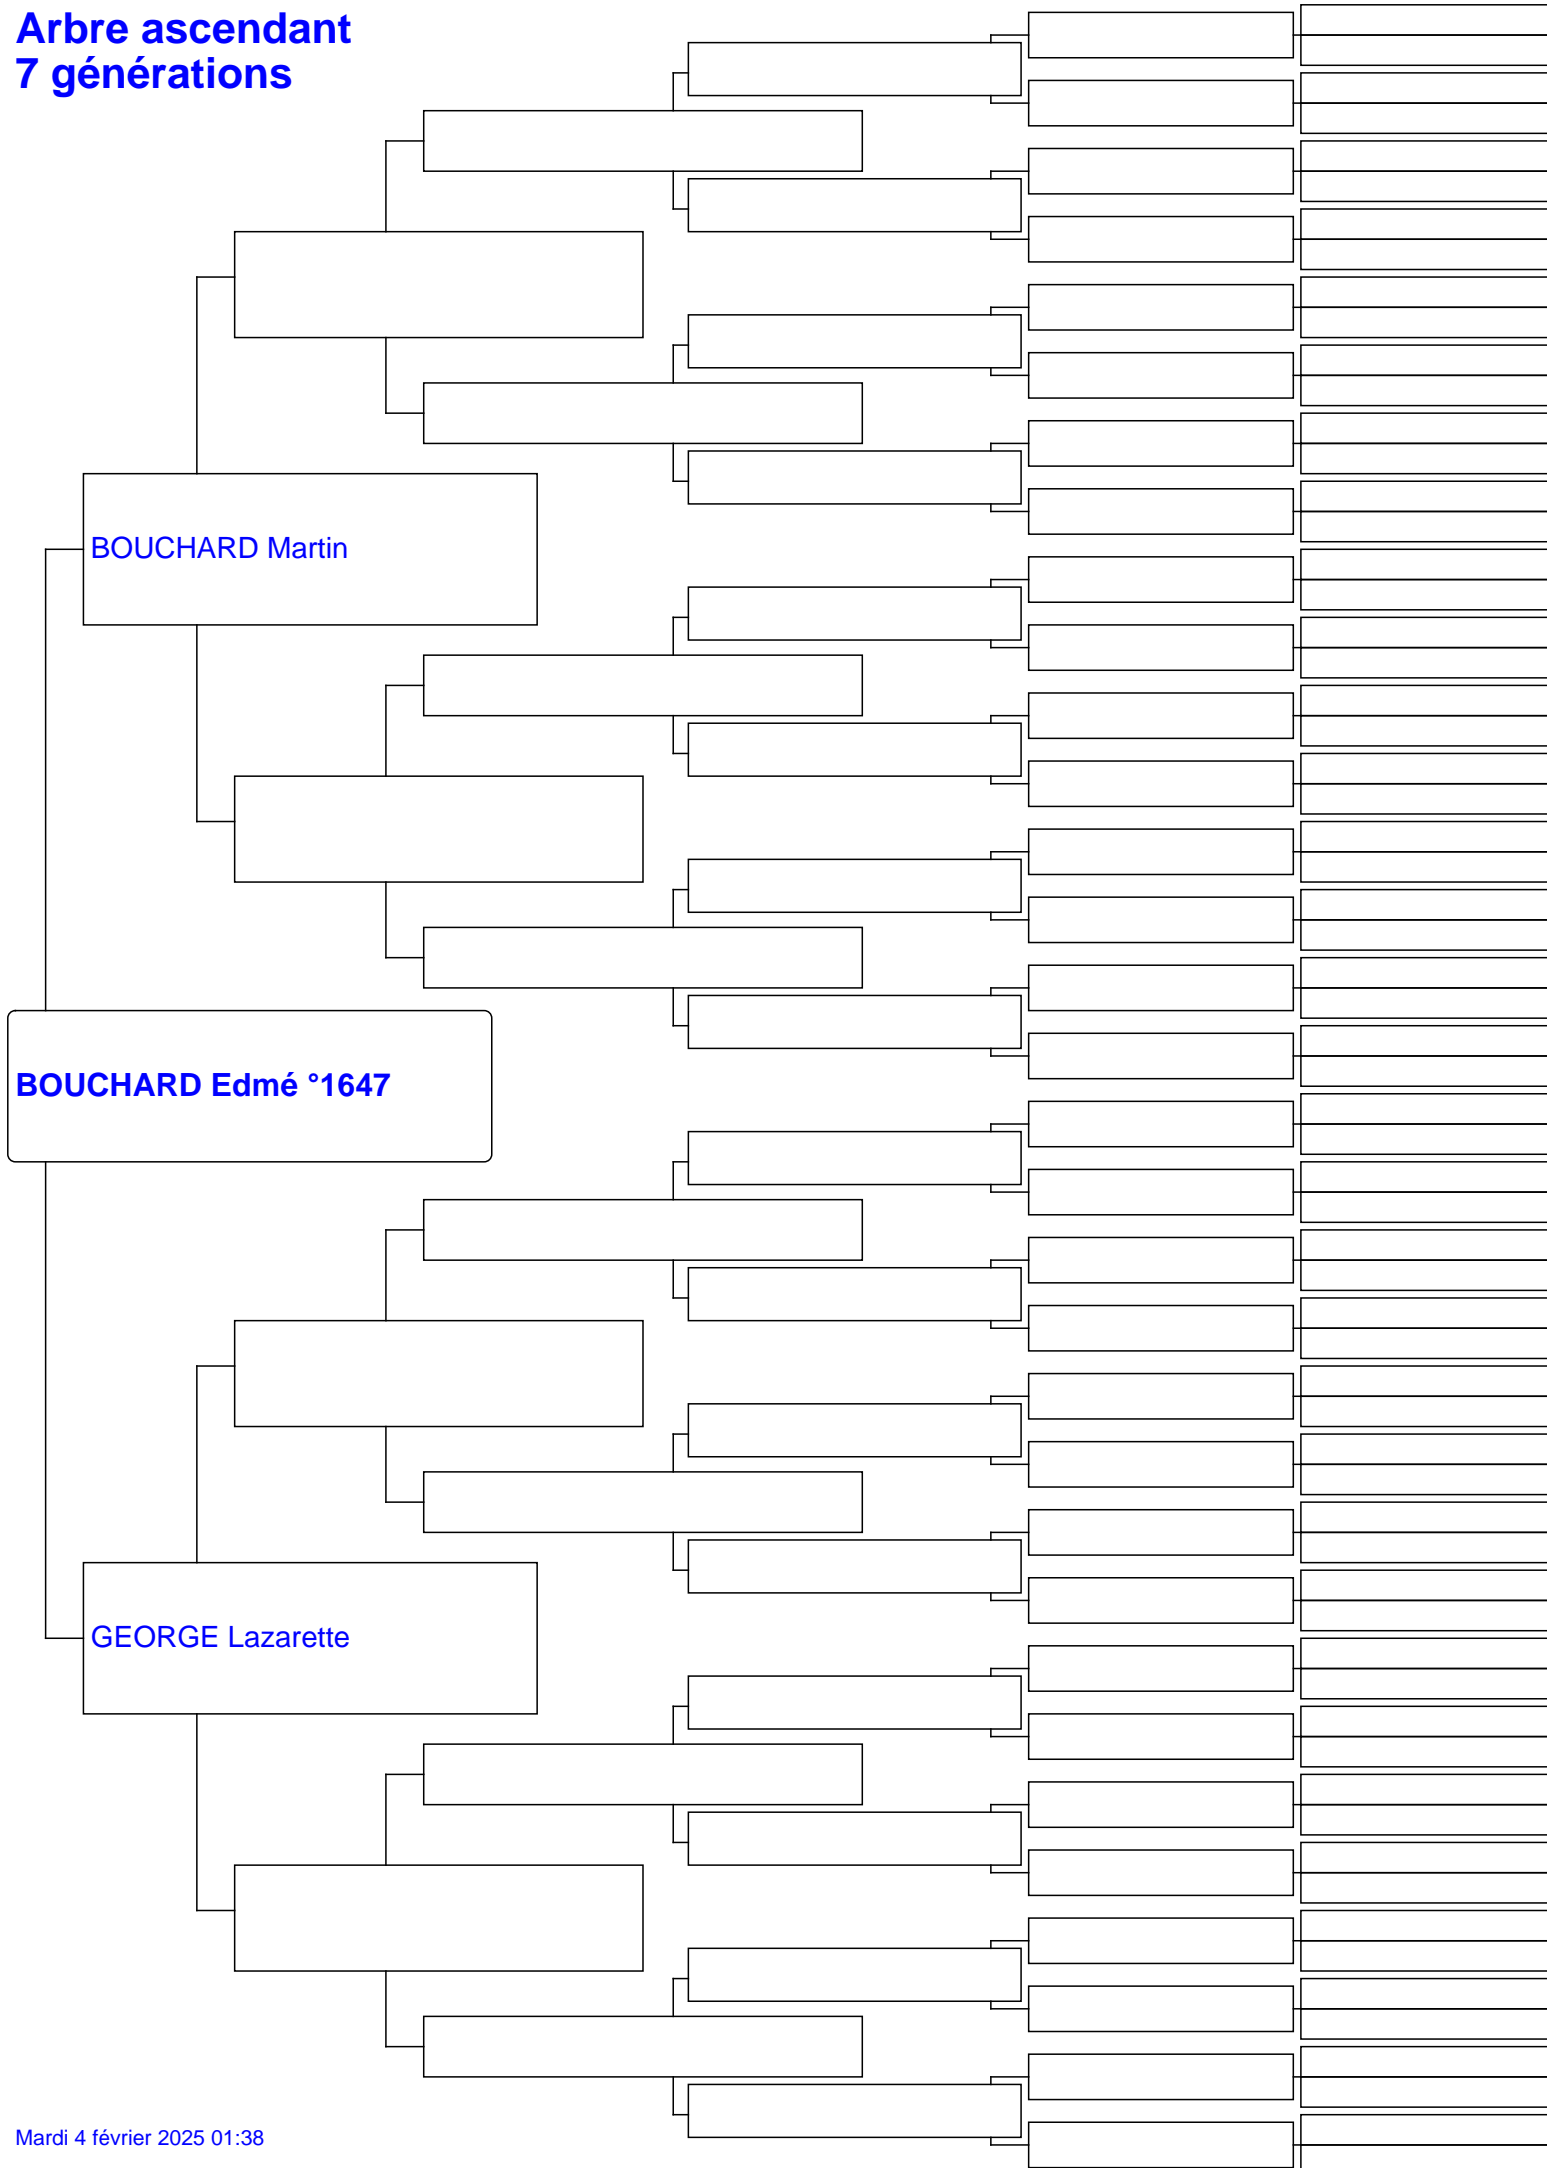 Arbre ascendant
7 générations
BOUCHARD Martin
BOUCHARD Edmé °1647
GEORGE Lazarette
Mardi 4 février 2025 01:38